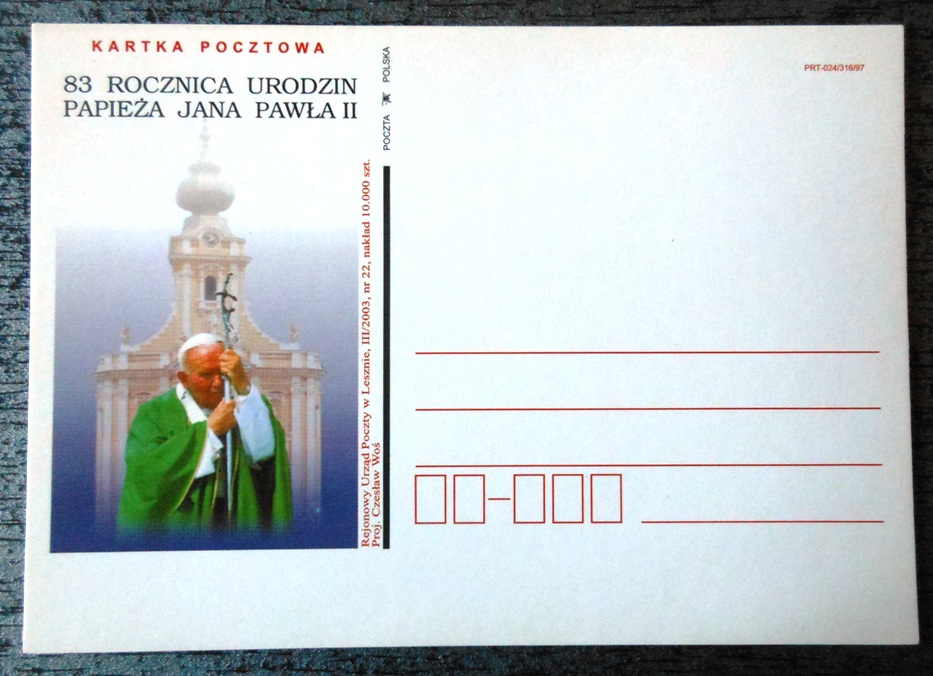 KARTKA POCZTOWA
83 ROCZNICA URODZIN
PAPIEŻA JANA PAWŁA II
Rejonowy Urząd Poczty w Lesznie, III/2003, nr 22, nakład 10.000 szt.
Proj. Czesław Woś
POCZTA POLSKA
PRT-024/316/97